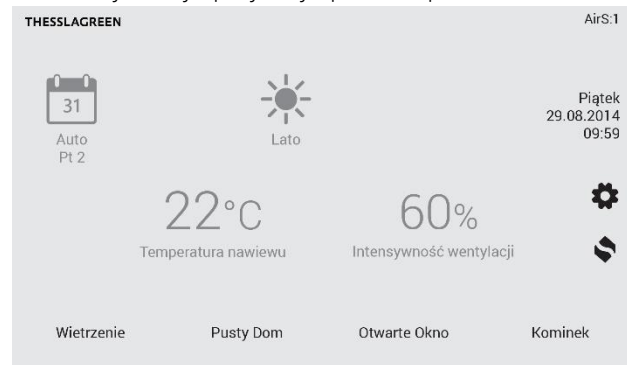 THESSLAGREEN
AirS:1
31
Auto
Pt 2
Lato
Piątek
29.08.2014
09:59
22°C
Temperatura nawiewu
60%
Intensywność wentylacji
Wietrzenie
Pusty Dom
Otwarte Okno
Kominek